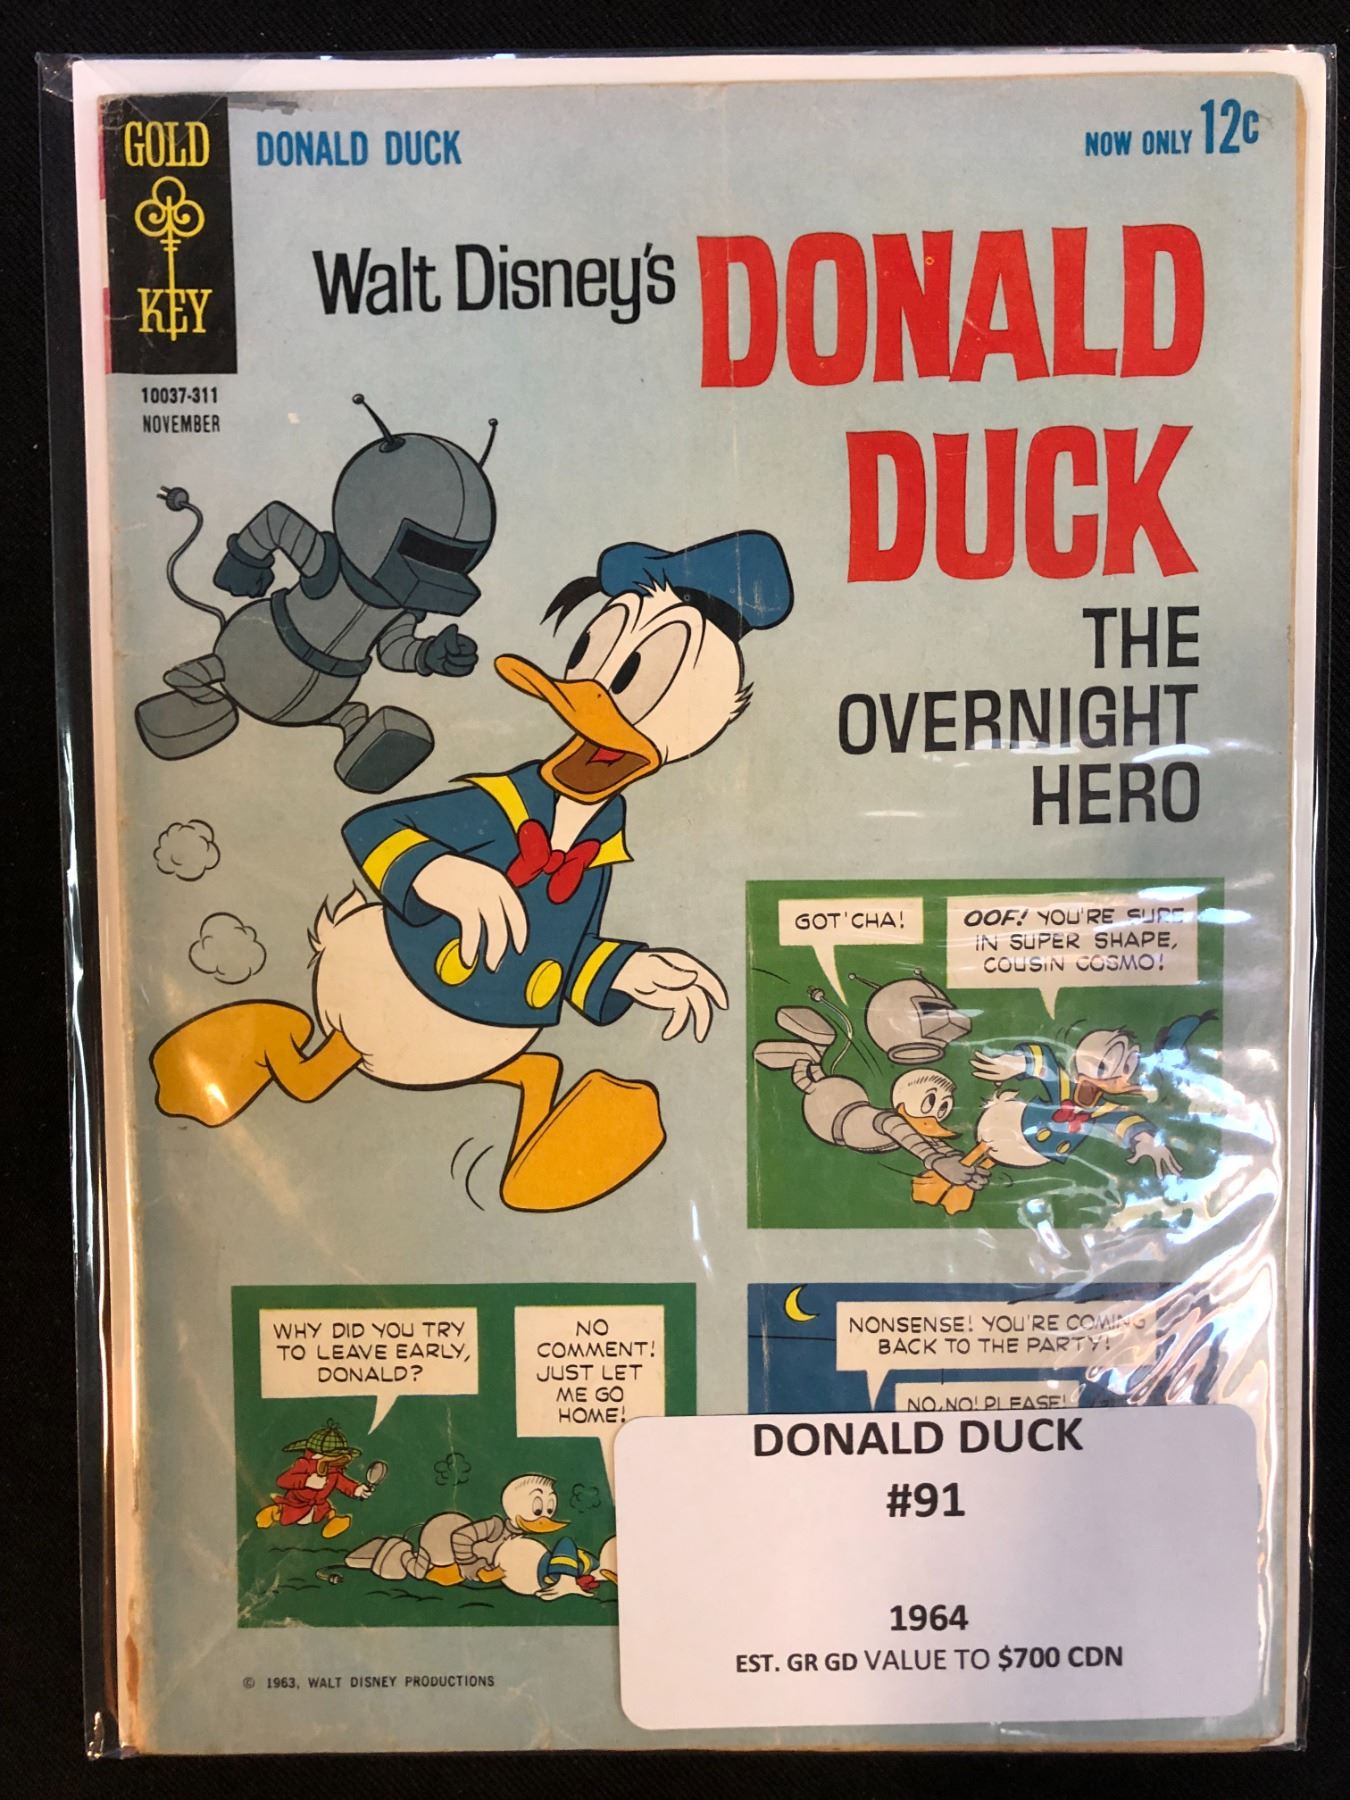 GOLD
KEY
DONALD DUCK
NOW ONLY 12¢
Walt Disney's DONALD
DUCK
10037-311
NOVEMBER
THE
OVERNIGHT
HERO
GOT'CHA!
OOF! YOU'RE SURE
IN SUPER SHAPE,
COUSIN COSMO!
WHY DID YOU TRY
TO LEAVE EARLY,
DONALD?
NO
COMMENT!
JUST LET
ME GO
HOME!
NONSENSE! YOU'RE COMING
BACK TO THE PARTY!
NO, NO! PLEASE!
DONALD DUCK
#91
1964
EST. GR GD VALUE TO $700 CDN
© 1963, WALT DISNEY PRODUCTIONS